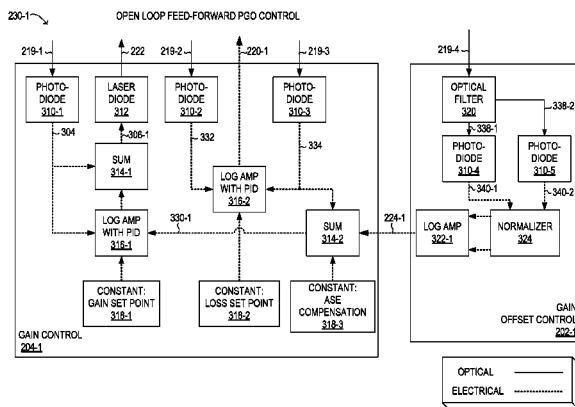 230-1
OPEN LOOP FEED-FORWARD PGO CONTROL
219-1
222
219-2
220-1
219-3
219-4
PHOTO-
DIODE
310-1
LASER
DIODE
312
PHOTO-
DIODE
310-2
PHOTO-
DIODE
310-3
OPTICAL
FILTER
320
338-2
304
306-1
332
334
338-1
SUM
314-1
LOG AMP
WITH PID
316-2
PHOTO-
DIODE
310-4
PHOTO-
DIODE
310-5
340-1
340-2
LOG AMP
WITH PID
316-1
330-1
SUM
314-2
224-1
LOG AMP
322-1
NORMALIZER
324
CONSTANT:
GAIN SET POINT
318-1
CONSTANT:
LOSS SET POINT
318-2
CONSTANT:
ASE
COMPENSATION
318-3
GAIN CONTROL
204-1
GAIN
OFFSET CONTROL
202-1
OPTICAL
ELECTRICAL